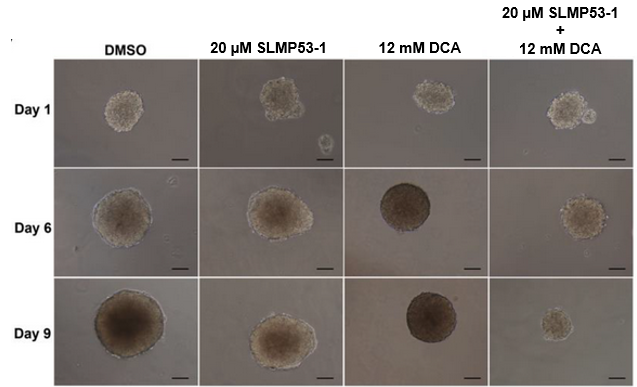 20 µM SLMP53-1
+
DMSO 20 µM SLMP53-1 12 mM DCA 12 mM DCA
Day 1
Day 6
Day 9